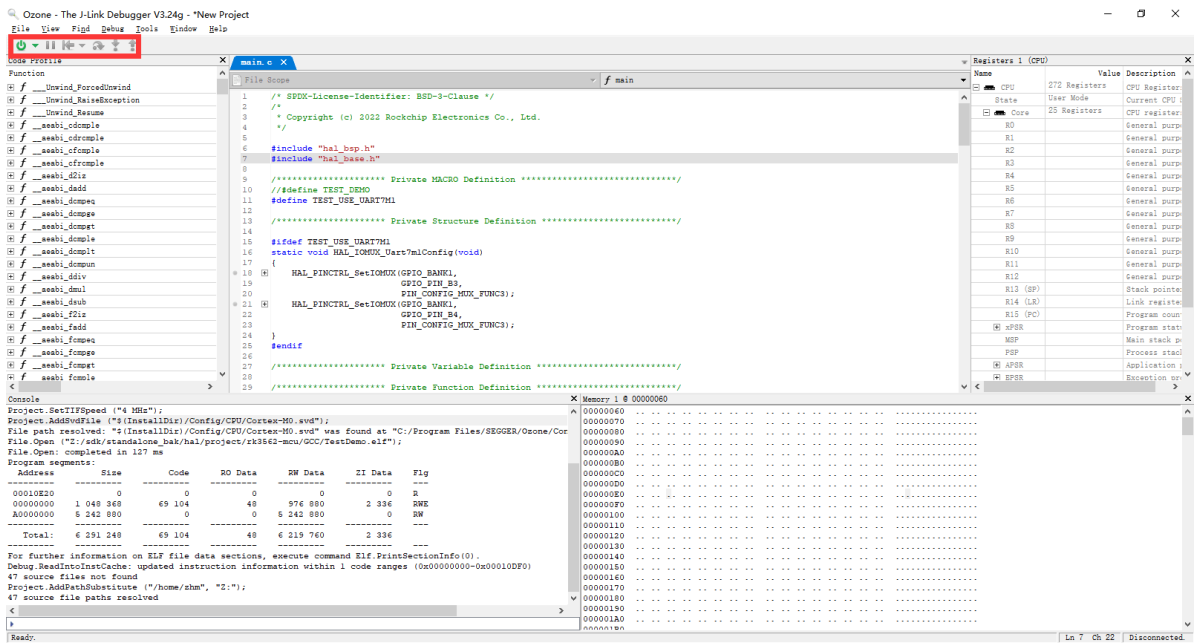 Ozone - The J-Link Debugger V3.24g - *New Project
File View Find Debug Tools Window Help
Code Profile
Function
f ___Unwind_ForcedUnwind
f ___Unwind_RaiseException
f ___Unwind_Resume
f __aeabi_cdcmple
f __aeabi_cdrcmple
f __aeabi_cfcmple
f __aeabi_cfrcmple
f __aeabi_d2iz
f __aeabi_dadd
f __aeabi_dcmpeq
f __aeabi_dcmpge
f __aeabi_dcmpgt
f __aeabi_dcmple
f __aeabi_dcmplt
f __aeabi_dcmpun
f __aeabi_ddiv
f __aeabi_dmul
f __aeabi_dsub
f __aeabi_f2iz
f __aeabi_fadd
f __aeabi_fcmpeq
f __aeabi_fcmpge
f __aeabi_fcmpgt
f __aeabi_fcmple
main.c
File Scope
f main
1 /* SPDX-License-Identifier: BSD-3-Clause */
2 /*
3 * Copyright (c) 2022 Rockchip Electronics Co., Ltd.
4 */
5
6 #include "hal_bsp.h"
7 #include "hal_base.h"
8
9 /********************* Private MACRO Definition ****************************/
10 //#define TEST_DEMO
11 #define TEST_USE_UART7M1
12
13 /********************* Private Structure Definition **************************/
14
15 #ifdef TEST_USE_UART7M1
16 static void HAL_IOMUX_Uart7m1Config(void)
17 {
18 HAL_PINCTRL_SetIOMUX(GPIO_BANK1,
19 GPIO_PIN_B3,
20 PIN_CONFIG_MUX_FUNC3);
21 HAL_PINCTRL_SetIOMUX(GPIO_BANK1,
22 GPIO_PIN_B4,
23 PIN_CONFIG_MUX_FUNC3);
24 }
25 #endif
26
27 /********************* Private Variable Definition ***************************/
28
29 /********************* Private Function Definition ***************************/
Registers 1 (CPU)
Name Value Description
CPU 272 Registers CPU Register
State User Mode Current CPU
Core 25 Registers CPU register
R0 General purp
R1 General purp
R2 General purp
R3 General purp
R4 General purp
R5 General purp
R6 General purp
R7 General purp
R8 General purp
R9 General purp
R10 General purp
R11 General purp
R12 General purp
R13 (SP) Stack pointe
R14 (LR) Link registe
R15 (PC) Program coun
xPSR Program stat
MSP Main stack p
PSP Process stac
APSR Application
EPSR Exception pr
Console
Project.SetTIFSpeed ("4 MHz");
Project.AddSvdFile ("$(InstallDir)/Config/CPU/Cortex-M0.svd");
File path resolved: "$(InstallDir)/Config/CPU/Cortex-M0.svd" was found at "C:/Program Files/SEGGER/Ozone/Con
File.Open ("Z:/sdk/standalone_bak/hal/project/rk3562-mcu/GCC/TestDemo.elf");
File.Open: completed in 127 ms
Program segments:
Address Size Code RO Data RW Data ZI Data Flg
--------- --------- --------- --------- --------- --------- ---
00010E20 0 0 0 0 0 R
00000000 1 048 368 69 104 48 976 880 2 336 RWE
A0000000 5 242 880 0 0 5 242 880 0 RW
--------- --------- --------- --------- --------- --------- ---
Total: 6 291 248 69 104 48 6 219 760 2 336
--------- --------- --------- --------- --------- --------- ---
For further information on ELF file data sections, execute command Elf.PrintSectionInfo(0).
Debug.ReadIntoInstCache: updated instruction information within 1 code ranges (0x00000000-0x00010DF0)
47 source files not found
Project.AddPathSubstitute ("/home/zhm", "Z:");
47 source file paths resolved
Memory 1 @ 00000060
00000060 .. .. .. .. .. .. .. .. .. .. .. .. .. .. .. .. ................
00000070 .. .. .. .. .. .. .. .. .. .. .. .. .. .. .. .. ................
00000080 .. .. .. .. .. .. .. .. .. .. .. .. .. .. .. .. ................
00000090 .. .. .. .. .. .. .. .. .. .. .. .. .. .. .. .. ................
000000A0 .. .. .. .. .. .. .. .. .. .. .. .. .. .. .. .. ................
000000B0 .. .. .. .. .. .. .. .. .. .. .. .. .. .. .. .. ................
000000C0 .. .. .. .. .. .. .. .. .. .. .. .. .. .. .. .. ................
000000D0 .. .. .. .. .. .. .. .. .. .. .. .. .. .. .. .. ................
000000E0 .. .. .. .. .. .. .. .. .. .. .. .. .. .. .. .. ................
000000F0 .. .. .. .. .. .. .. .. .. .. .. .. .. .. .. .. ................
00000100 .. .. .. .. .. .. .. .. .. .. .. .. .. .. .. .. ................
00000110 .. .. .. .. .. .. .. .. .. .. .. .. .. .. .. .. ................
00000120 .. .. .. .. .. .. .. .. .. .. .. .. .. .. .. .. ................
00000130 .. .. .. .. .. .. .. .. .. .. .. .. .. .. .. .. ................
00000140 .. .. .. .. .. .. .. .. .. .. .. .. .. .. .. .. ................
00000150 .. .. .. .. .. .. .. .. .. .. .. .. .. .. .. .. ................
00000160 .. .. .. .. .. .. .. .. .. .. .. .. .. .. .. .. ................
00000170 .. .. .. .. .. .. .. .. .. .. .. .. .. .. .. .. ................
00000180 .. .. .. .. .. .. .. .. .. .. .. .. .. .. .. .. ................
00000190 .. .. .. .. .. .. .. .. .. .. .. .. .. .. .. .. ................
000001A0 .. .. .. .. .. .. .. .. .. .. .. .. .. .. .. .. ................
000001B0
Ready.
Ln 7 Ch 22 Disconnected.